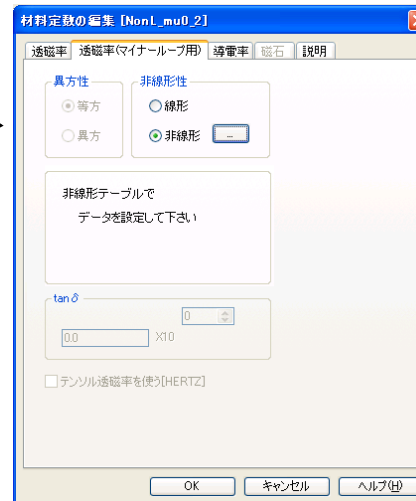 材料定数の編集 [NonL_mu0_2]
透磁率 透磁率(マイナーループ用) 導電率 磁石 説明
異方性 非線形性
等方 線形
異方 非線形 ...
非線形テーブルで
データを設定して下さい
tanδ
0
0.0 X10
テンソル透磁率を使う[HERTZ]
OK キャンセル ヘルプ(H)